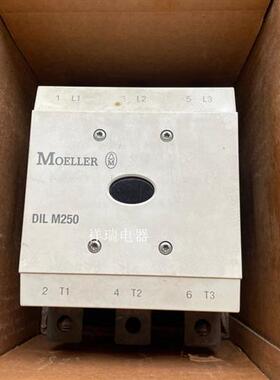 1 L1 3 L2 5 L3
MOELLER
DIL M250
祥瑞电器
2 T1 4 T2 6 T3